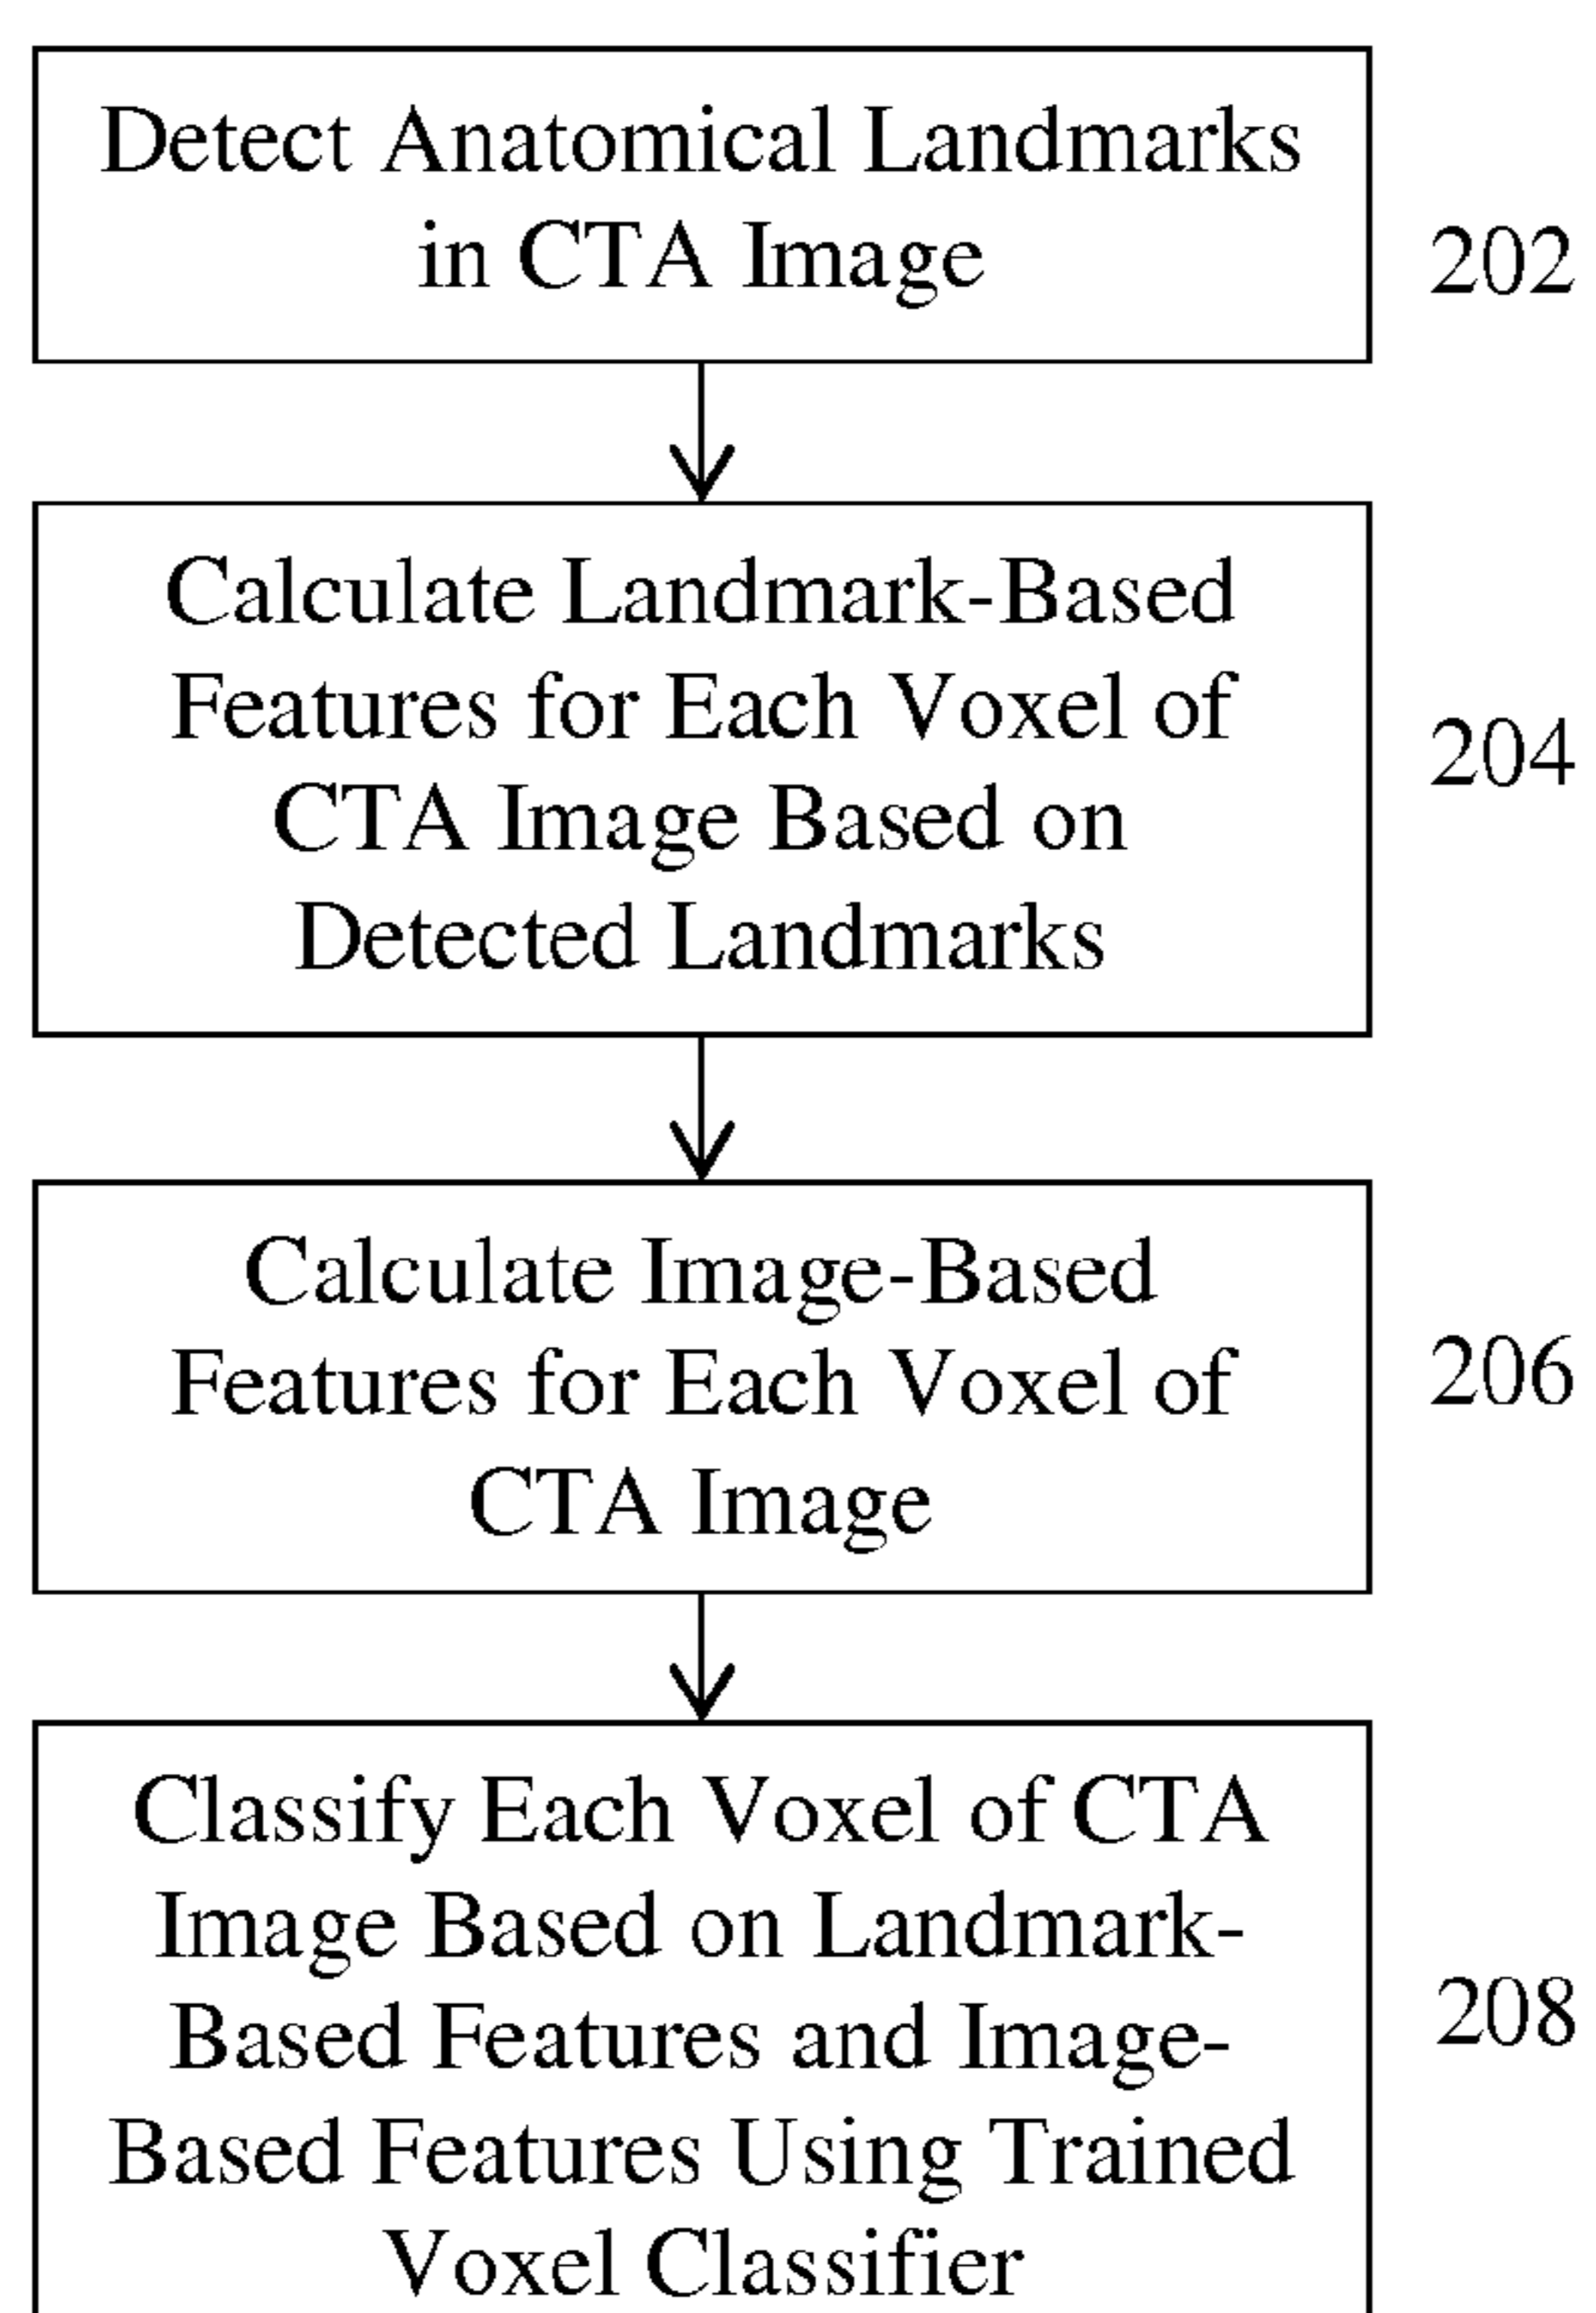 Detect Anatomical Landmarks
in CTA Image
202
Calculate Landmark-Based
Features for Each Voxel of
CTA Image Based on
Detected Landmarks
204
Calculate Image-Based
Features for Each Voxel of
CTA Image
206
Classify Each Voxel of CTA
Image Based on Landmark-
Based Features and Image-
Based Features Using Trained
Voxel Classifier
208